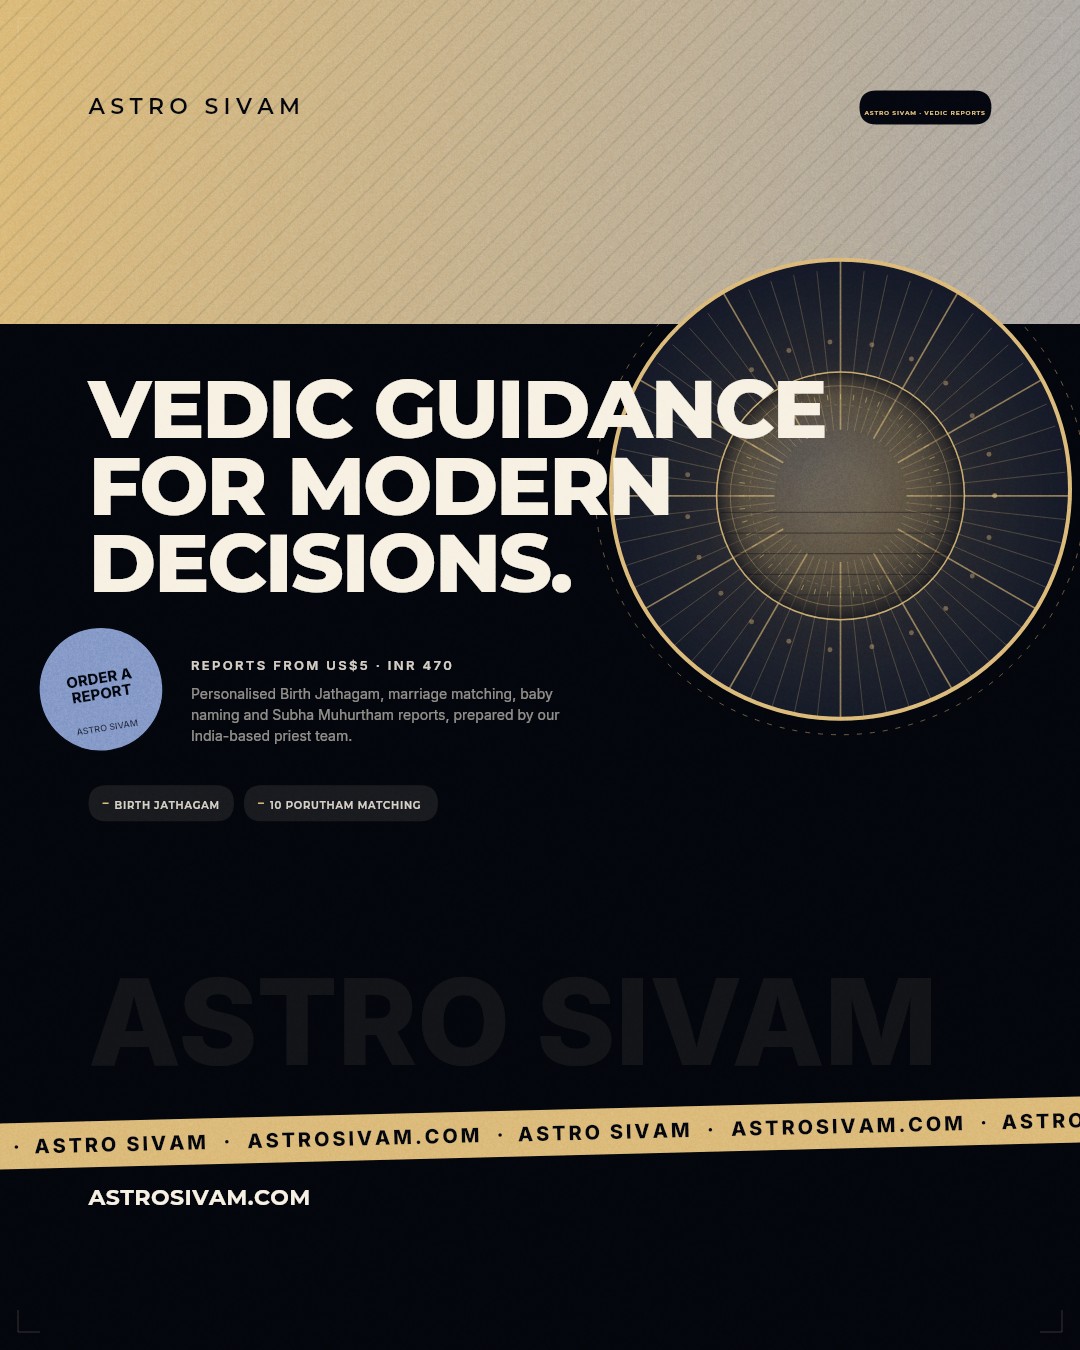 ASTRO SIVAM
ASTRO SIVAM · VEDIC REPORTS
VEDIC GUIDANCE
FOR MODERN
DECISIONS.
ORDER A
REPORT
ASTRO SIVAM
REPORTS FROM US$5 · INR 470
Personalised Birth Jathagam, marriage matching, baby
naming and Subha Muhurtham reports, prepared by our
India-based priest team.
– BIRTH JATHAGAM
– 10 PORUTHAM MATCHING
ASTRO SIVAM
· ASTRO SIVAM · ASTROSIVAM.COM · ASTRO SIVAM · ASTROSIVAM.COM · ASTRO
ASTROSIVAM.COM